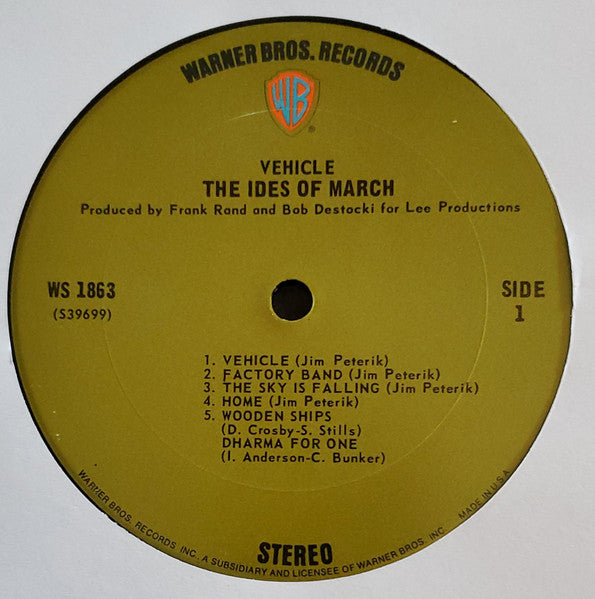 WARNER BROS. RECORDS
WB
®
VEHICLE
THE IDES OF MARCH
Produced by Frank Rand and Bob Destocki for Lee Productions
WS 1863
(S39699)
SIDE
1
1. VEHICLE (Jim Peterik)
2. FACTORY BAND (Jim Peterik)
3. THE SKY IS FALLING (Jim Peterik)
4. HOME (Jim Peterik)
5. WOODEN SHIPS
(D. Crosby-S. Stills)
DHARMA FOR ONE
(I. Anderson-C. Bunker)
STEREO
WARNER BROS. RECORDS INC. A SUBSIDIARY AND LICENSEE OF WARNER BROS. INC. MADE IN U.S.A.